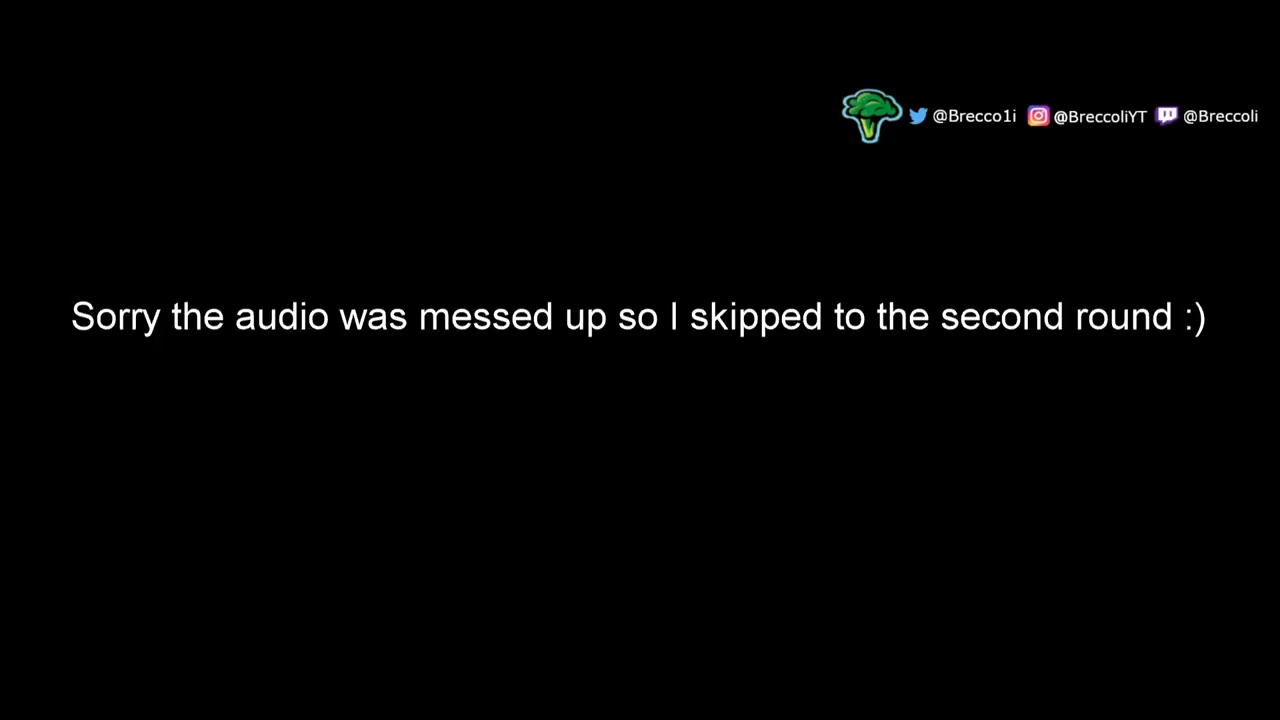 @Brecco1i @BreccoliYT @Breccoli
Sorry the audio was messed up so I skipped to the second round :)